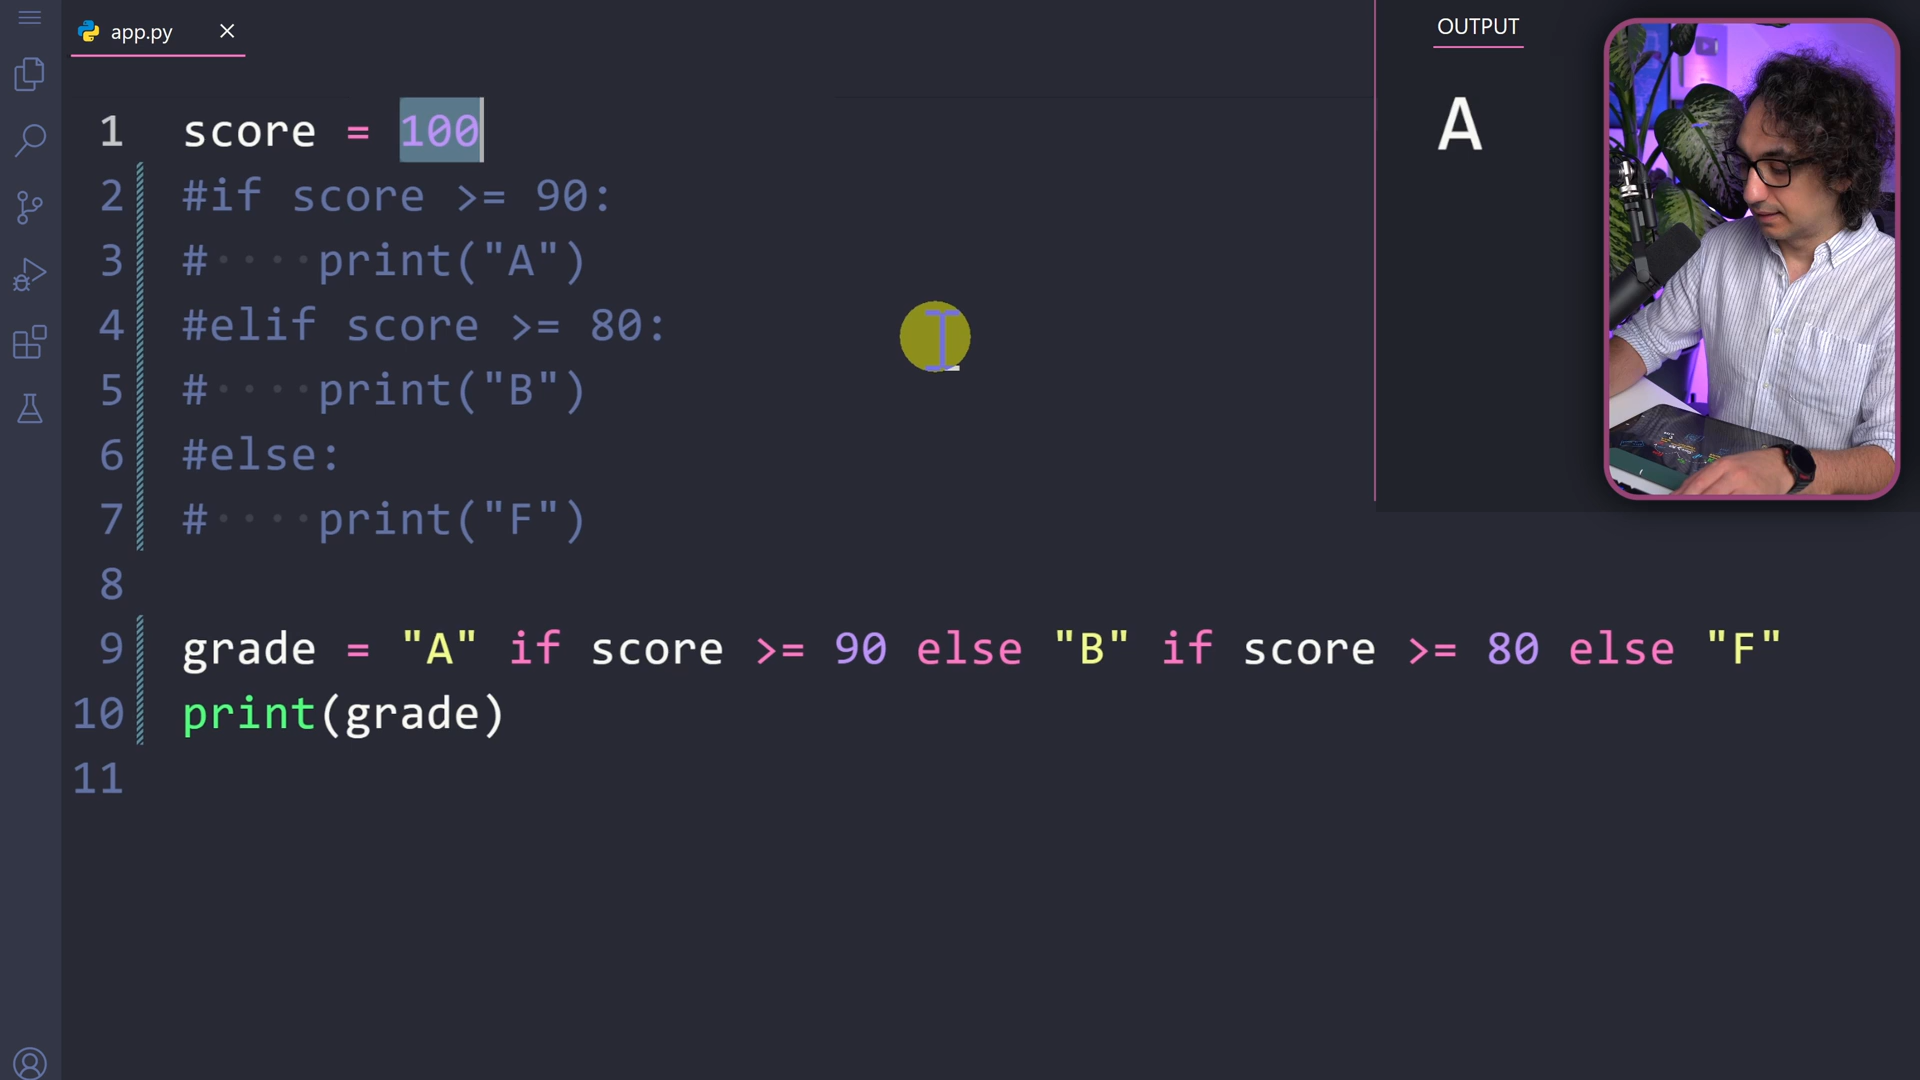 app.py
OUTPUT
A
1 score = 100
2 #if score >= 90:
3 #····print("A")
4 #elif score >= 80:
5 #····print("B")
6 #else:
7 #····print("F")
8
9 grade = "A" if score >= 90 else "B" if score >= 80 else "F"
10 print(grade)
11